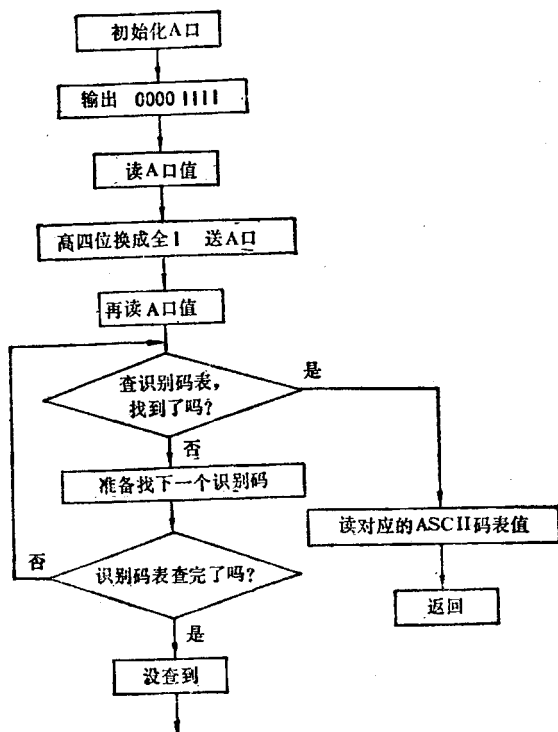 初始化A口
输出 0000 1111
读A口值
高四位换成全1 送A口
再读A口值
查识别码表,
找到了吗?
是
否
准备找下一个识别码
读对应的ASCII码表值
否
识别码表查完了吗?
返回
是
没查到